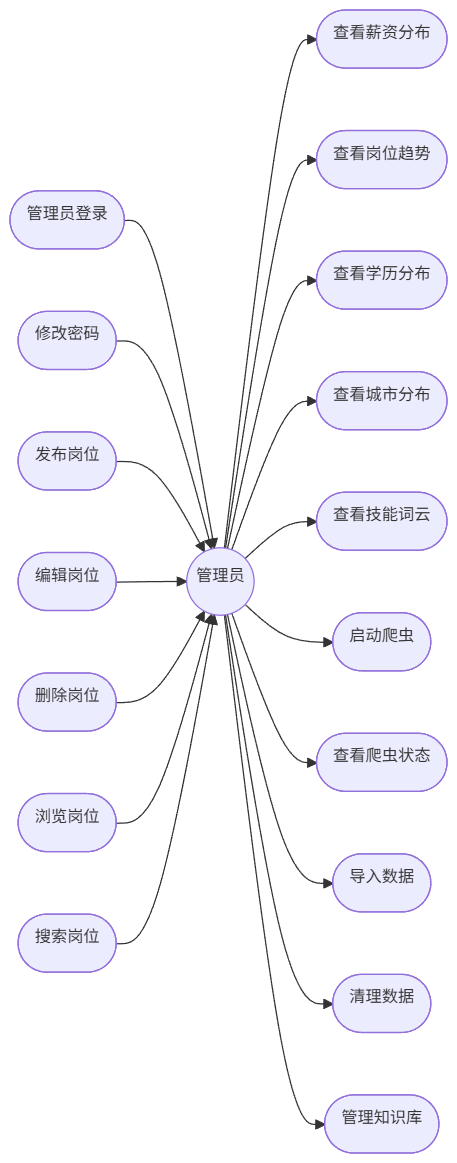 查看薪资分布
查看岗位趋势
管理员登录
查看学历分布
修改密码
查看城市分布
发布岗位
查看技能词云
编辑岗位
管理员
启动爬虫
删除岗位
查看爬虫状态
浏览岗位
导入数据
搜索岗位
清理数据
管理知识库